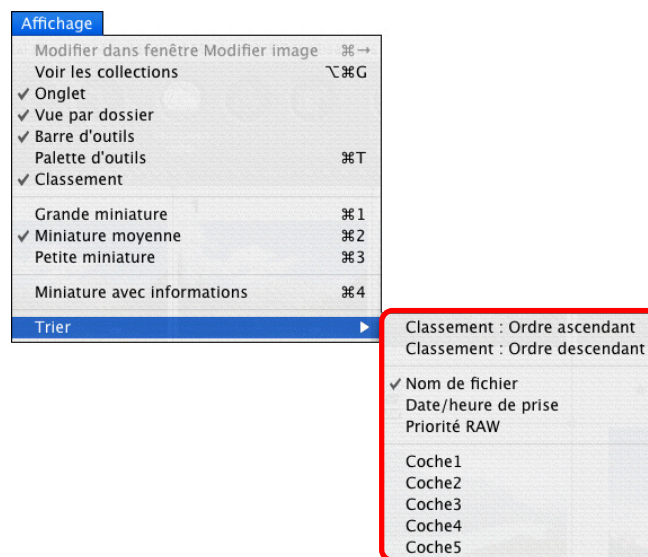 Affichage
Modifier dans fenêtre Modifier image ⌘→
Voir les collections ⌥⌘G
✓ Onglet
✓ Vue par dossier
✓ Barre d'outils
Palette d'outils ⌘T
✓ Classement
Grande miniature ⌘1
✓ Miniature moyenne ⌘2
Petite miniature ⌘3
Miniature avec informations ⌘4
Trier ▶
Classement : Ordre ascendant
Classement : Ordre descendant
✓ Nom de fichier
Date/heure de prise
Priorité RAW
Coche1
Coche2
Coche3
Coche4
Coche5